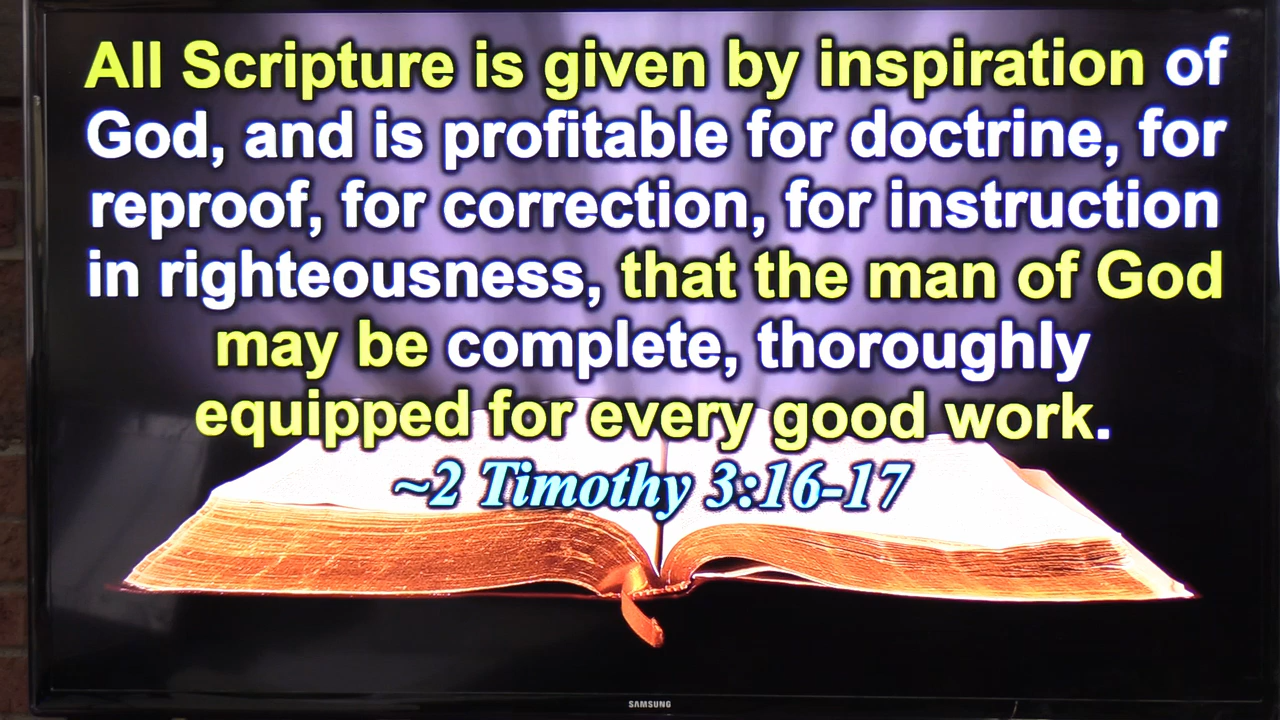 All Scripture is given by inspiration of
God, and is profitable for doctrine, for
reproof, for correction, for instruction
in righteousness, that the man of God
may be complete, thoroughly
equipped for every good work.
~2 Timothy 3:16-17
SAMSUNG